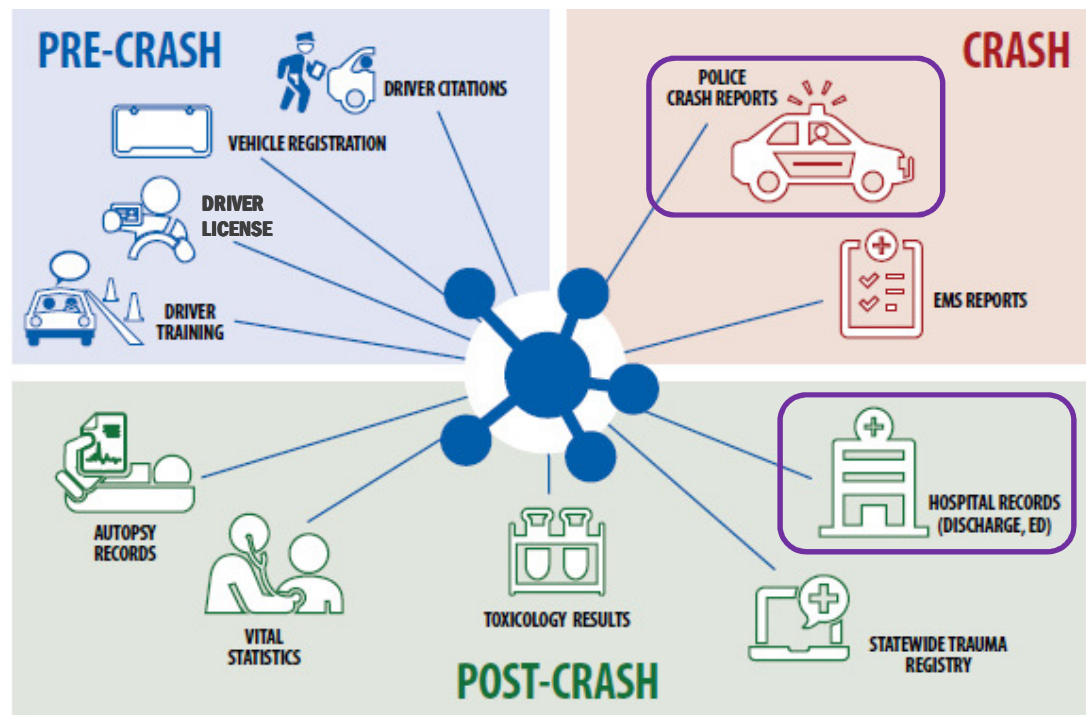 PRE-CRASH
DRIVER CITATIONS
VEHICLE REGISTRATION
DRIVER
LICENSE
DRIVER
TRAINING
CRASH
POLICE
CRASH REPORTS
EMS REPORTS
AUTOPSY
RECORDS
VITAL
STATISTICS
TOXICOLOGY RESULTS
HOSPITAL RECORDS
(DISCHARGE, ED)
STATEWIDE TRAUMA
REGISTRY
POST-CRASH